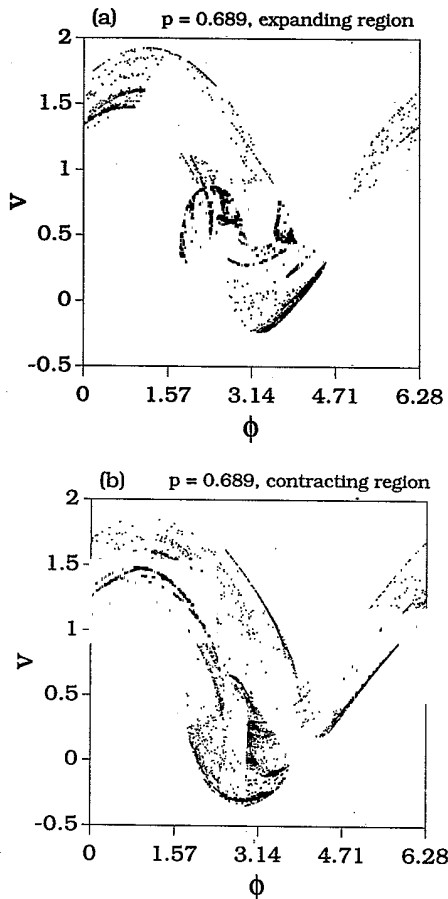 (a) p = 0.689, expanding region
2
1.5
1
V
0.5
0
-0.5
0 1.57 3.14 4.71 6.28
ϕ
(b) p = 0.689, contracting region
2
1.5
1
V
0.5
0
-0.5
0 1.57 3.14 4.71 6.28
ϕ